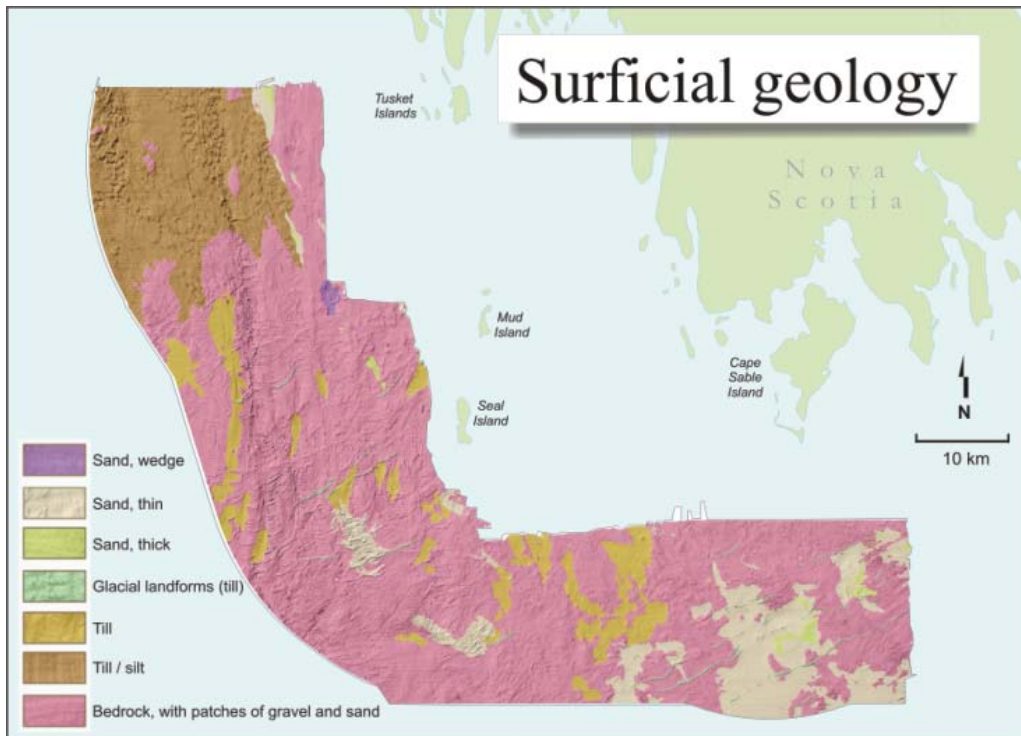 Surficial geology
Tusket
Islands
Nova
Scotia
Mud
Island
Cape
Sable
Island
Seal
Island
N
10 km
Sand, wedge
Sand, thin
Sand, thick
Glacial landforms (till)
Till
Till / silt
Bedrock, with patches of gravel and sand